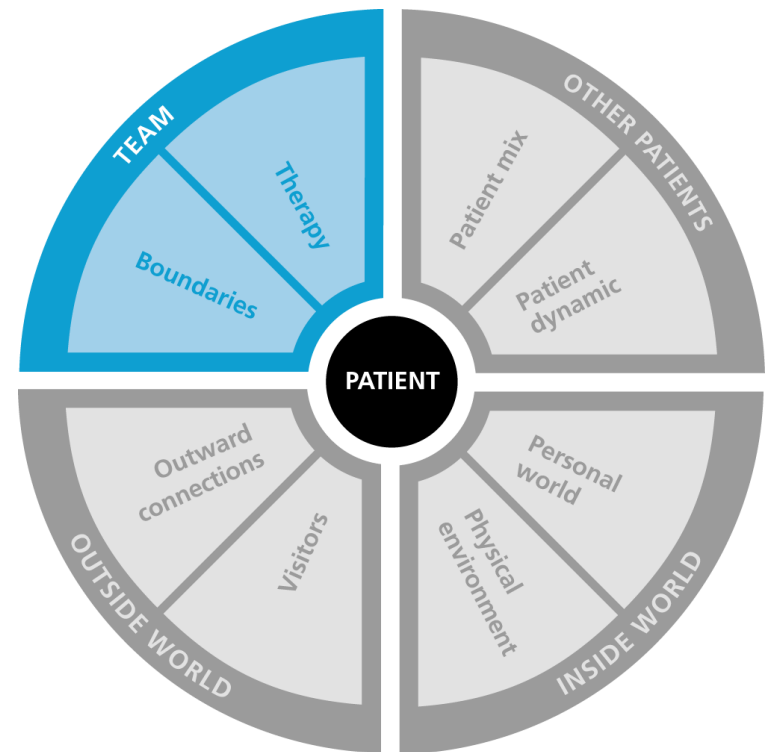 TEAM
Therapy
Boundaries
OTHER PATIENTS
Patient mix
Patient
dynamic
PATIENT
Outward
connections
Visitors
OUTSIDE WORLD
Personal
world
Physical
environment
INSIDE WORLD